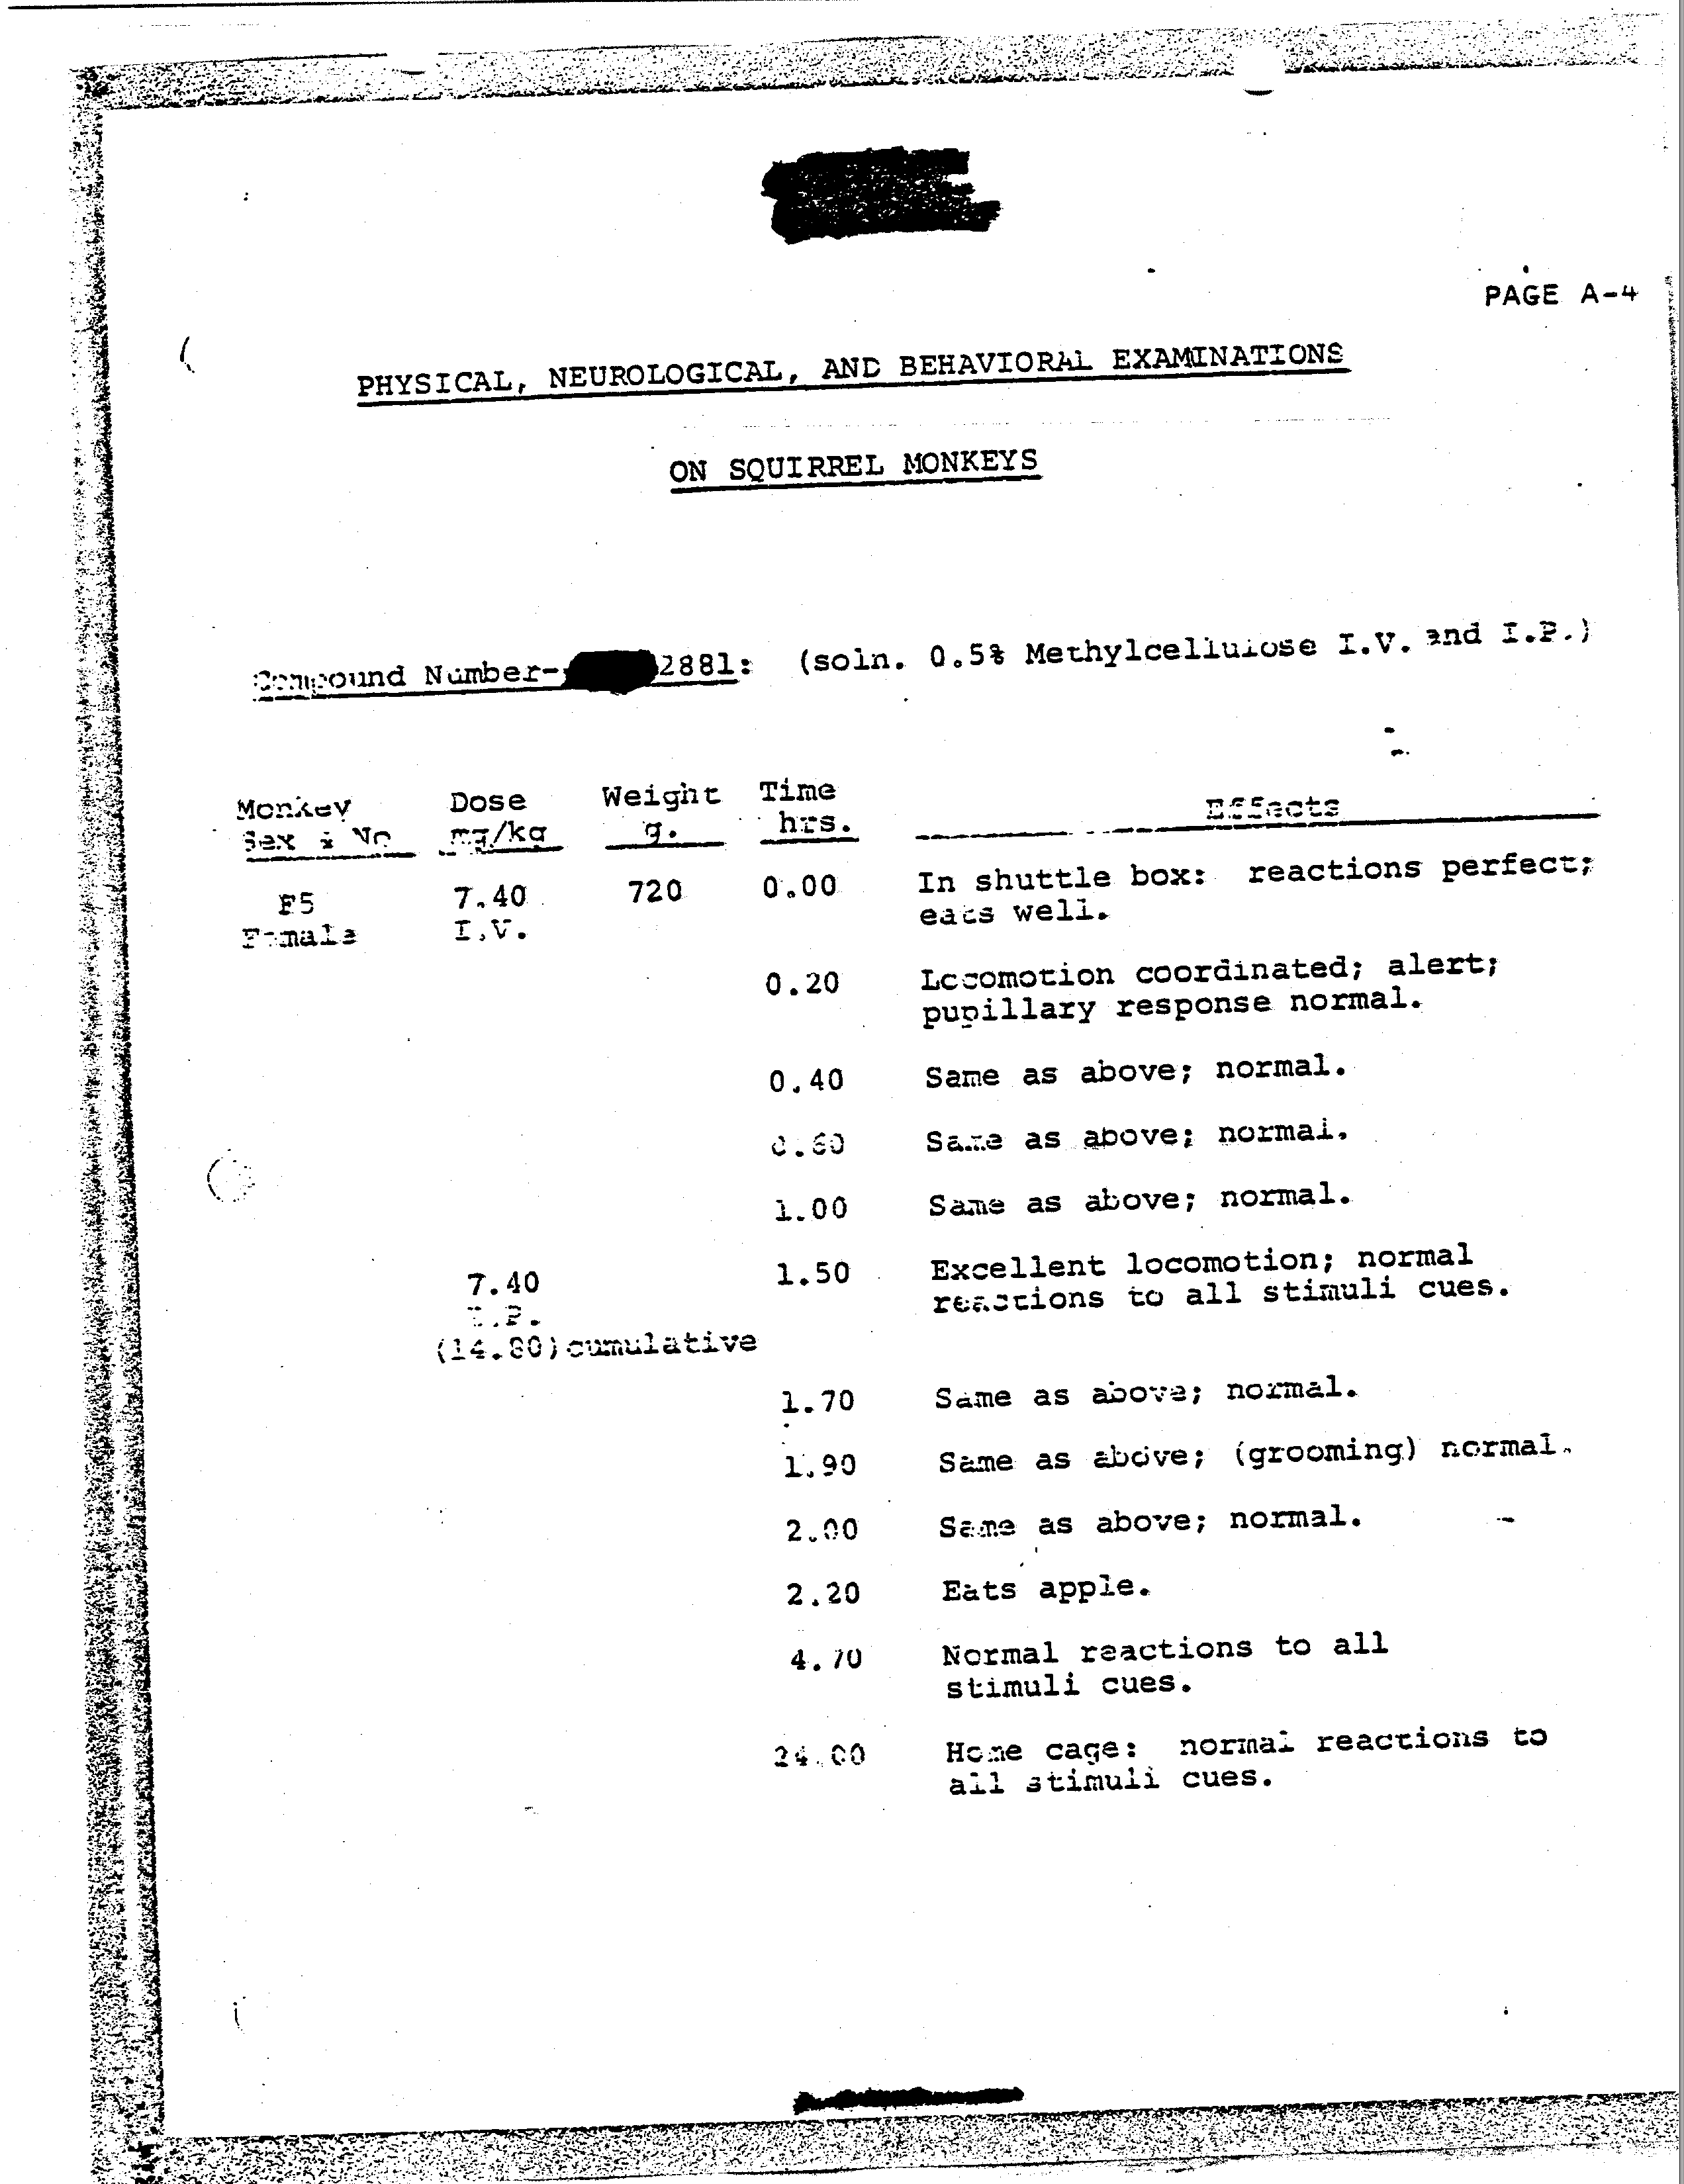 PAGE A-4
PHYSICAL, NEUROLOGICAL, AND BEHAVIORAL EXAMINATIONS
ON SQUIRREL MONKEYS
Compound Number- 2881: (soln. 0.5% Methylcellulose I.V. and I.P.)
Monkey Dose Weight Time
Sex & No mg/kg g. hrs. Effects
F5 7.40 720 0.00 In shuttle box: reactions perfect;
Female I.V. eats well.
0.20 Locomotion coordinated; alert;
pupillary response normal.
0.40 Same as above; normal.
0.60 Same as above; normal.
1.00 Same as above; normal.
7.40 1.50 Excellent locomotion; normal
I.P. reactions to all stimuli cues.
(14.80)cumulative
1.70 Same as above; normal.
1.90 Same as above; (grooming) normal.
2.00 Same as above; normal.
2.20 Eats apple.
4.70 Normal reactions to all
stimuli cues.
24.00 Home cage: normal reactions to
all stimuli cues.